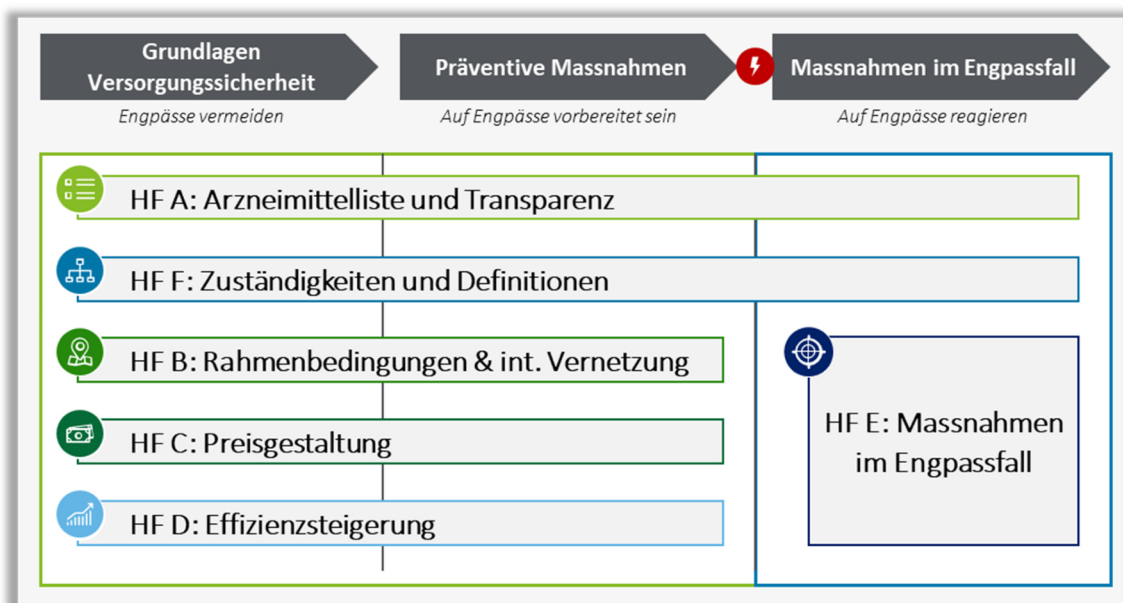 Grundlagen
Versorgungssicherheit
Präventive Massnahmen
Massnahmen im Engpassfall
Engpässe vermeiden
Auf Engpässe vorbereitet sein
Auf Engpässe reagieren
HF A: Arzneimittelliste und Transparenz
HF F: Zuständigkeiten und Definitionen
HF B: Rahmenbedingungen & int. Vernetzung
HF C: Preisgestaltung
HF D: Effizienzsteigerung
HF E: Massnahmen
im Engpassfall